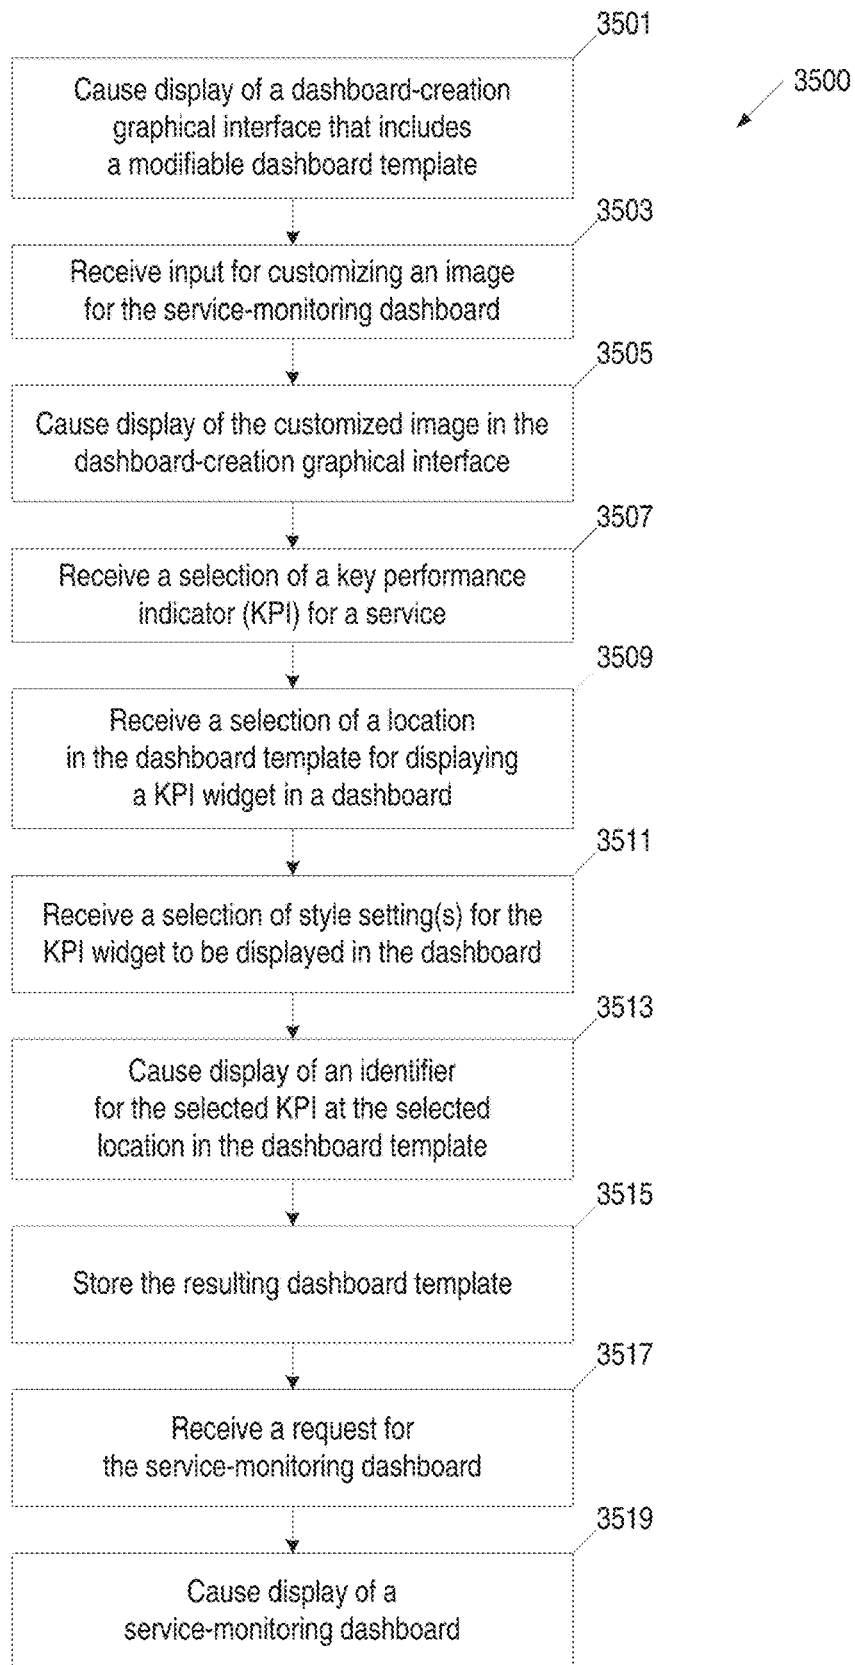 3501
3500
Cause display of a dashboard-creation
graphical interface that includes
a modifiable dashboard template
3503
Receive input for customizing an image
for the service-monitoring dashboard
3505
Cause display of the customized image in the
dashboard-creation graphical interface
3507
Receive a selection of a key performance
indicator (KPI) for a service
3509
Receive a selection of a location
in the dashboard template for displaying
a KPI widget in a dashboard
3511
Receive a selection of style setting(s) for the
KPI widget to be displayed in the dashboard
3513
Cause display of an identifier
for the selected KPI at the selected
location in the dashboard template
3515
Store the resulting dashboard template
3517
Receive a request for
the service-monitoring dashboard
3519
Cause display of a
service-monitoring dashboard